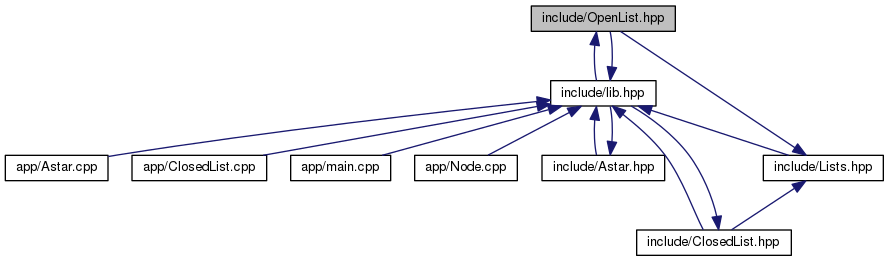 include/OpenList.hpp
include/lib.hpp
app/Astar.cpp
app/ClosedList.cpp
app/main.cpp
app/Node.cpp
include/Astar.hpp
include/Lists.hpp
include/ClosedList.hpp